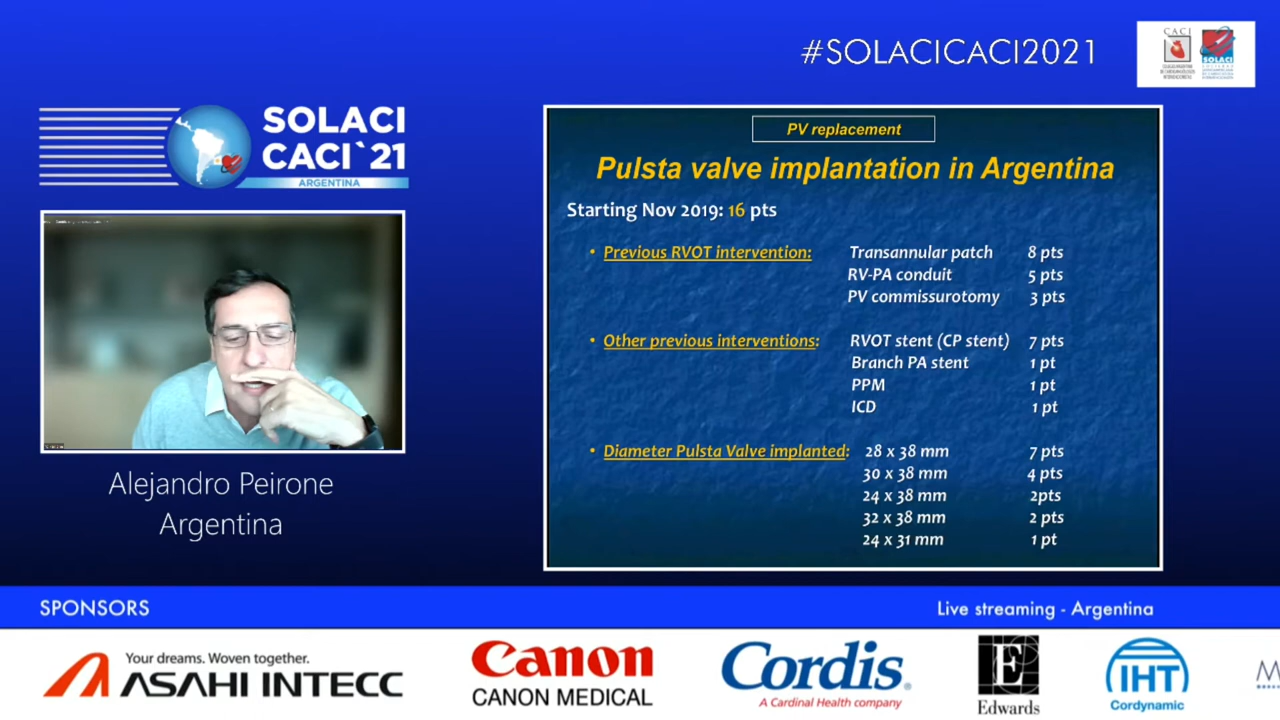 #SOLACICACI2021
CACI
SOLACI
SOLACI
CACI`21
ARGENTINA
Alejandro Peirone
Argentina
PV replacement
Pulsta valve implantation in Argentina
Starting Nov 2019: 16 pts
• Previous RVOT intervention: Transannular patch 8 pts
RV-PA conduit 5 pts
PV commissurotomy 3 pts
• Other previous interventions: RVOT stent (CP stent) 7 pts
Branch PA stent 1 pt
PPM 1 pt
ICD 1 pt
• Diameter Pulsta Valve implanted: 28 x 38 mm 7 pts
30 x 38 mm 4 pts
24 x 38 mm 2pts
32 x 38 mm 2 pts
24 x 31 mm 1 pt
SPONSORS
Live streaming - Argentina
Your dreams. Woven together.
ASAHI INTECC
Canon
CANON MEDICAL
Cordis.
A Cardinal Health company
E
Edwards
IHT
Cordynamic
M